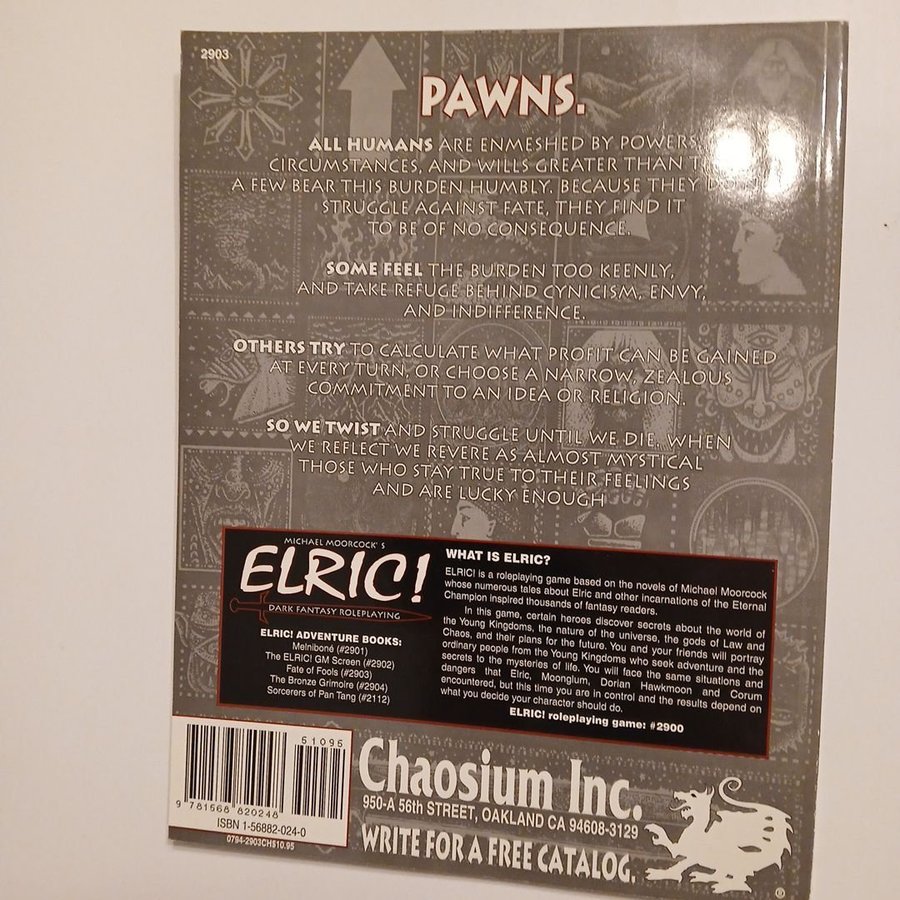 2903
PAWNS.
ALL HUMANS ARE ENMESHED BY POWERS,
CIRCUMSTANCES, AND WILLS GREATER THAN
A FEW BEAR THIS BURDEN HUMBLY. BECAUSE THEY
STRUGGLE AGAINST FATE, THEY FIND IT
TO BE OF NO CONSEQUENCE.
SOME FEEL THE BURDEN TOO KEENLY,
AND TAKE REFUGE BEHIND CYNICISM, ENVY,
AND INDIFFERENCE.
OTHERS TRY TO CALCULATE WHAT PROFIT CAN BE GAINED
AT EVERY TURN, OR CHOOSE A NARROW, ZEALOUS
COMMITMENT TO AN IDEA OR RELIGION.
SO WE TWIST AND STRUGGLE UNTIL WE DIE. WHEN
WE REFLECT WE REVERE AS ALMOST MYSTICAL
THOSE WHO STAY TRUE TO THEIR FEELINGS
AND ARE LUCKY ENOUGH
MICHAEL MOORCOCK'S
ELRIC!
DARK FANTASY ROLEPLAYING
ELRIC! ADVENTURE BOOKS:
Melniboné (#2901)
The ELRIC! GM Screen (#2902)
Fate of Fools (#2903)
The Bronze Grimoire (#2904)
Sorcerers of Pan Tang (#2112)
WHAT IS ELRIC?
ELRIC! is a roleplaying game based on the novels of Michael Moorcock
whose numerous tales about Elric and other incarnations of the Eternal
Champion inspired thousands of fantasy readers.
In this game, certain heroes discover secrets about the world of
the Young Kingdoms, the nature of the universe, the gods of Law and
Chaos, and their plans for the future. You and your friends will portray
ordinary people from the Young Kingdoms who seek adventure and the
secrets to the mysteries of life. You will face the same situations and
dangers that Elric, Moonglum, Dorian Hawkmoon and Corum
encountered, but this time you are in control and the results depend on
what you decide your character should do.
ELRIC! roleplaying game: #2900
51095
9 781568 820248
ISBN 1-56882-024-0
0794-2903CH$10.95
Chaosium Inc.
950-A 56th STREET, OAKLAND CA 94608-3129
WRITE FOR A FREE CATALOG.
®